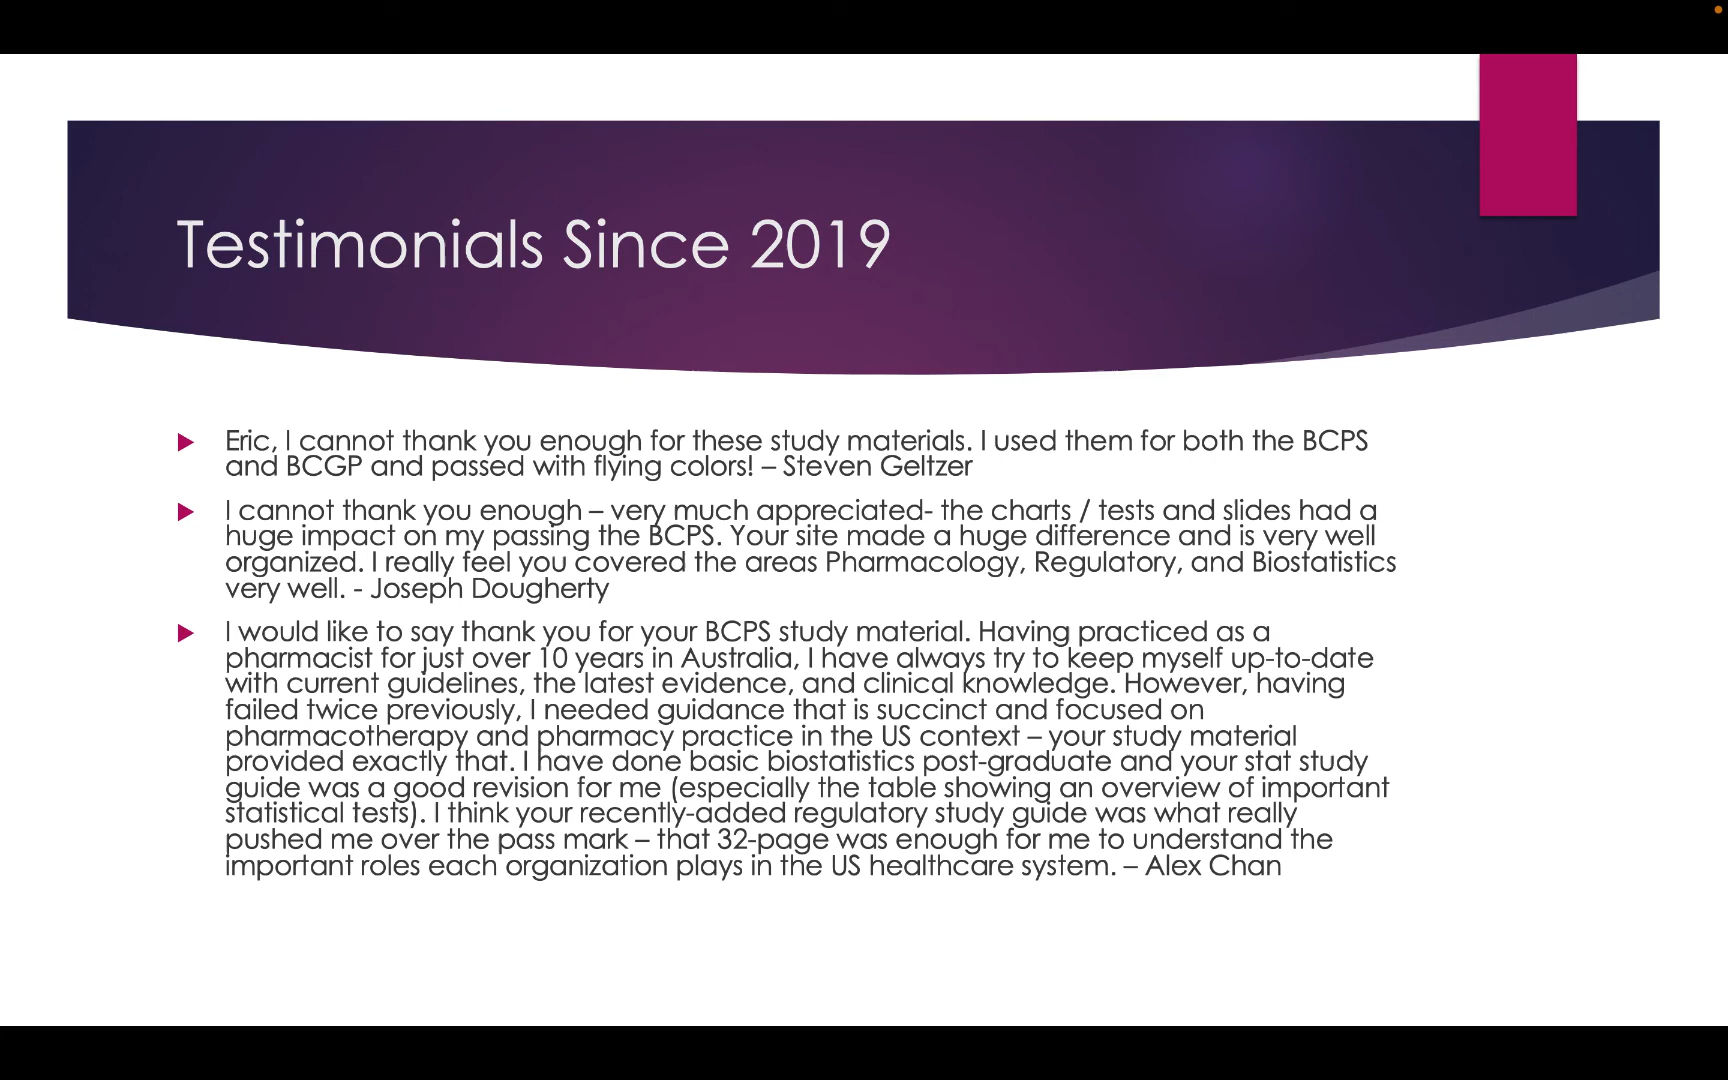 Testimonials Since 2019
Eric, I cannot thank you enough for these study materials. I used them for both the BCPS
and BCGP and passed with flying colors! – Steven Geltzer
I cannot thank you enough – very much appreciated- the charts / tests and slides had a
huge impact on my passing the BCPS. Your site made a huge difference and is very well
organized. I really feel you covered the areas Pharmacology, Regulatory, and Biostatistics
very well. - Joseph Dougherty
I would like to say thank you for your BCPS study material. Having practiced as a
pharmacist for just over 10 years in Australia, I have always try to keep myself up-to-date
with current guidelines, the latest evidence, and clinical knowledge. However, having
failed twice previously, I needed guidance that is succinct and focused on
pharmacotherapy and pharmacy practice in the US context – your study material
provided exactly that. I have done basic biostatistics post-graduate and your stat study
guide was a good revision for me (especially the table showing an overview of important
statistical tests). I think your recently-added regulatory study guide was what really
pushed me over the pass mark – that 32-page was enough for me to understand the
important roles each organization plays in the US healthcare system. – Alex Chan